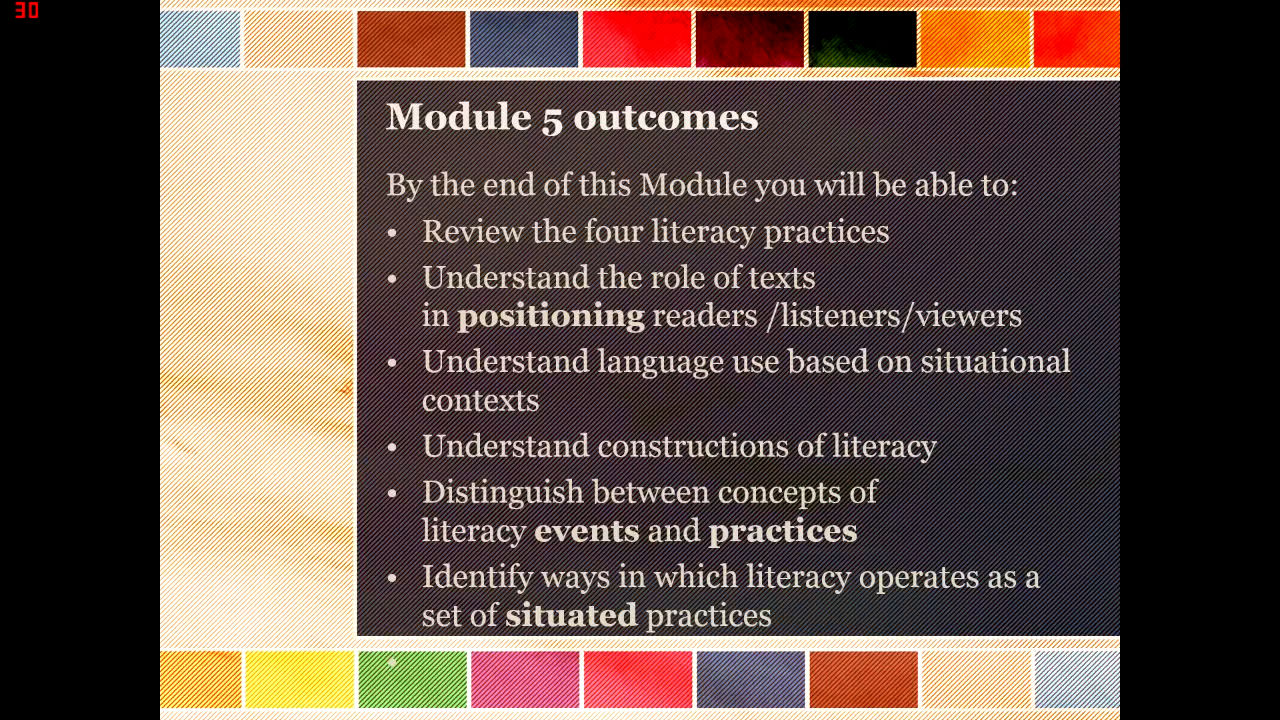 30
Module 5 outcomes
By the end of this Module you will be able to:
• Review the four literacy practices
• Understand the role of texts
in positioning readers /listeners/viewers
• Understand language use based on situational
contexts
• Understand constructions of literacy
• Distinguish between concepts of
literacy events and practices
• Identify ways in which literacy operates as a
set of situated practices
•